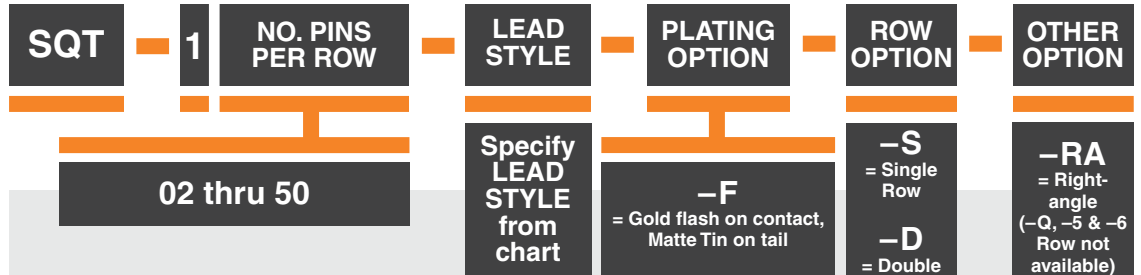 SQT – 1 NO. PINS PER ROW – LEAD STYLE – PLATING OPTION – ROW OPTION – OTHER OPTION
02 thru 50
Specify
LEAD
STYLE
from
chart
–F
= Gold flash on contact,
Matte Tin on tail
–S
= Single
Row
–D
= Double
–RA
= Right-
angle
(–Q, –5 & –6
Row not
available)